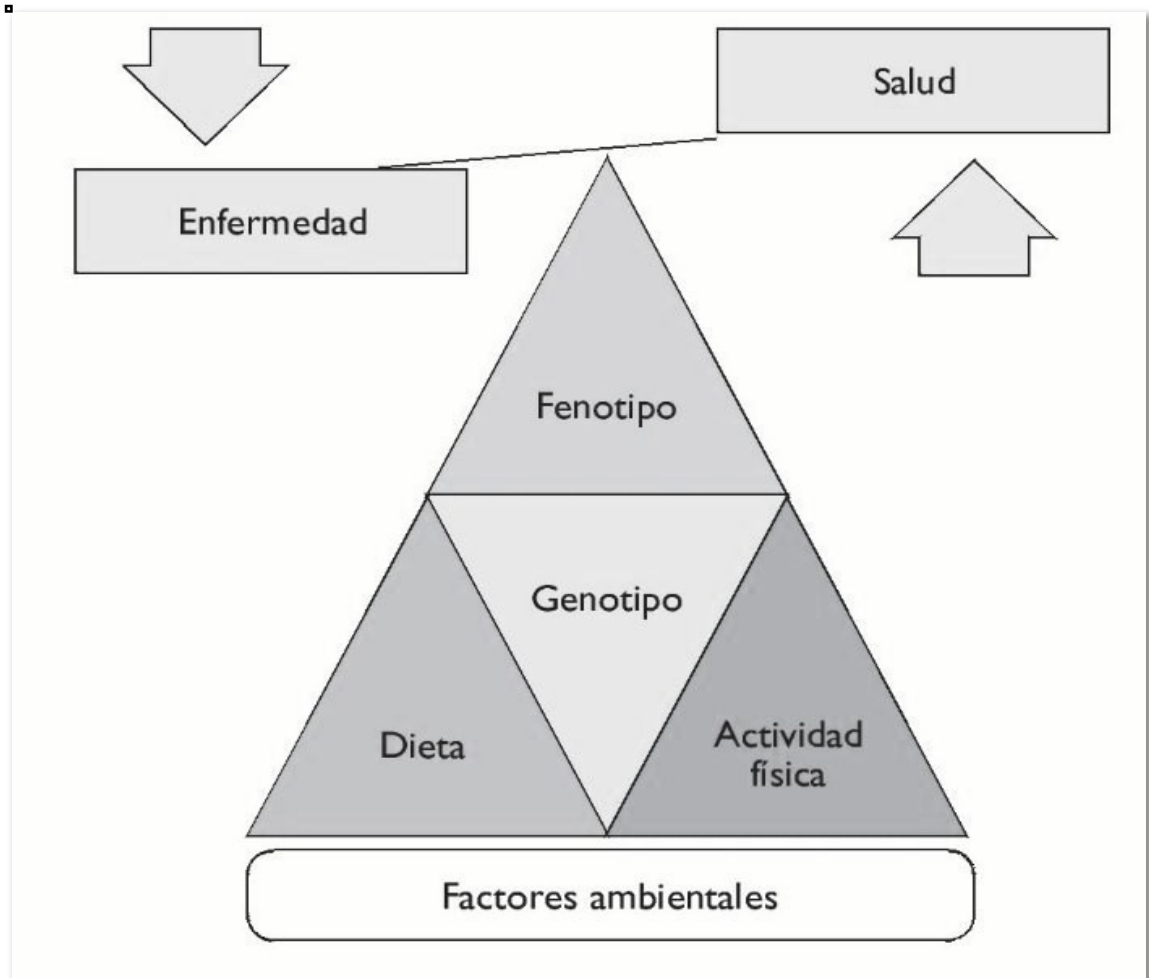 Salud
Enfermedad
Fenotipo
Genotipo
Dieta
Actividad
física
Factores ambientales